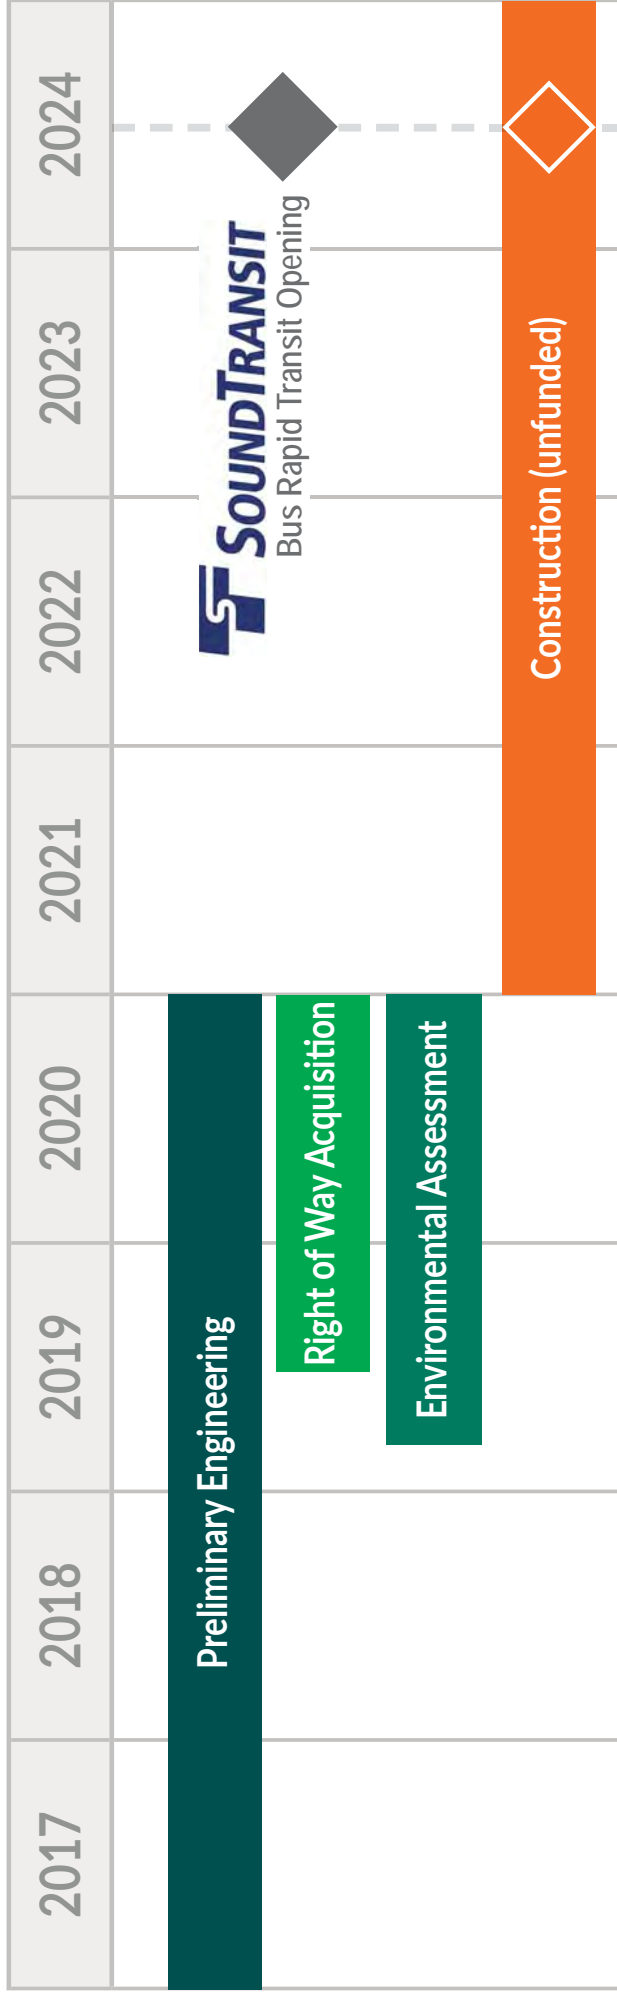 2017
2018
2019
2020
2021
2022
2023
2024
Preliminary Engineering
ST SOUNDTRANSIT
Bus Rapid Transit Opening
Right of Way Acquisition
Environmental Assessment
Construction (unfunded)